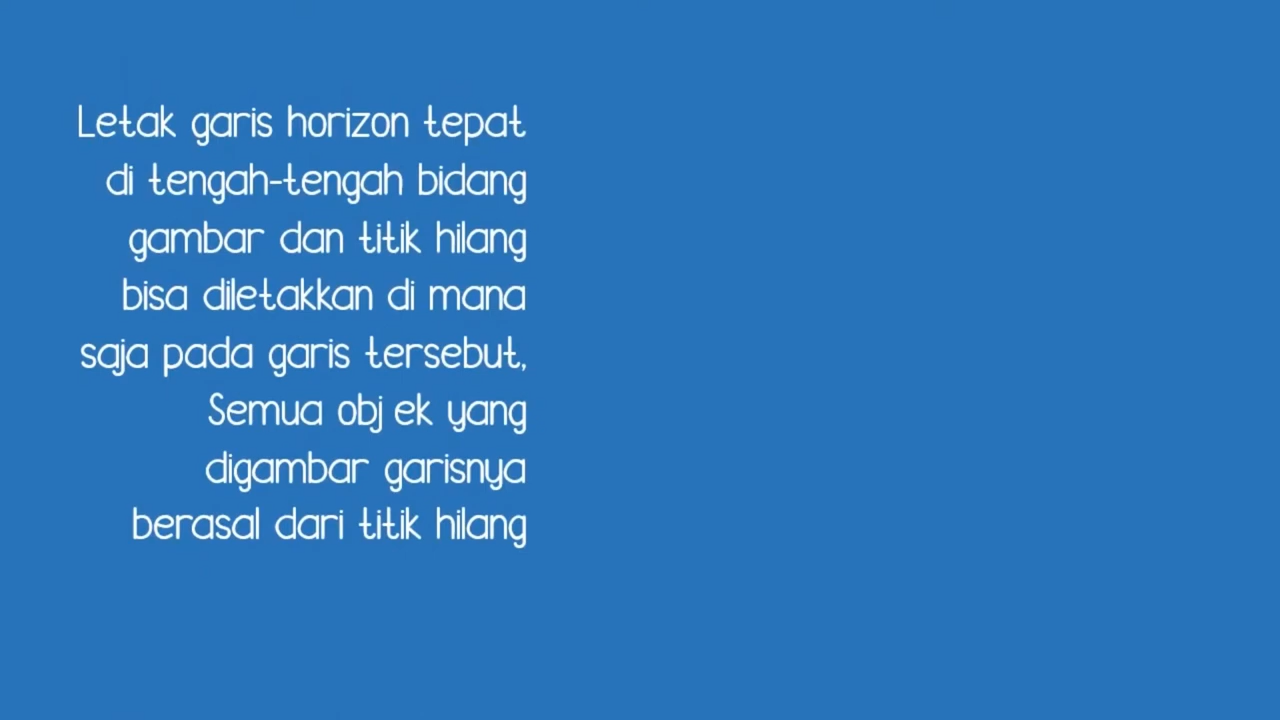 Letak garis horizon tepat
di tengah-tengah bidang
gambar dan titik hilang
bisa diletakkan di mana
saja pada garis tersebut,
Semua obj ek yang
digambar garisnya
berasal dari titik hilang